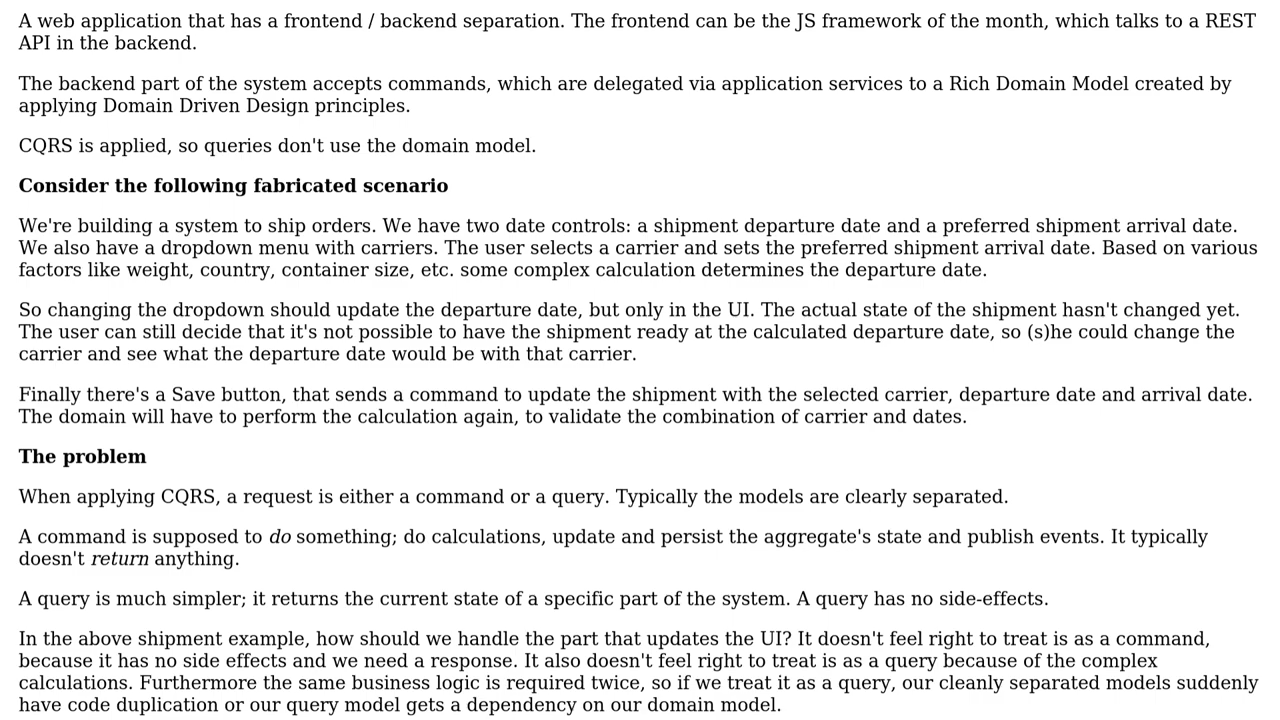 A web application that has a frontend / backend separation. The frontend can be the JS framework of the month, which talks to a REST
API in the backend.
The backend part of the system accepts commands, which are delegated via application services to a Rich Domain Model created by
applying Domain Driven Design principles.
CQRS is applied, so queries don't use the domain model.
Consider the following fabricated scenario
We're building a system to ship orders. We have two date controls: a shipment departure date and a preferred shipment arrival date.
We also have a dropdown menu with carriers. The user selects a carrier and sets the preferred shipment arrival date. Based on various
factors like weight, country, container size, etc. some complex calculation determines the departure date.
So changing the dropdown should update the departure date, but only in the UI. The actual state of the shipment hasn't changed yet.
The user can still decide that it's not possible to have the shipment ready at the calculated departure date, so (s)he could change the
carrier and see what the departure date would be with that carrier.
Finally there's a Save button, that sends a command to update the shipment with the selected carrier, departure date and arrival date.
The domain will have to perform the calculation again, to validate the combination of carrier and dates.
The problem
When applying CQRS, a request is either a command or a query. Typically the models are clearly separated.
A command is supposed to do something; do calculations, update and persist the aggregate's state and publish events. It typically
doesn't return anything.
A query is much simpler; it returns the current state of a specific part of the system. A query has no side-effects.
In the above shipment example, how should we handle the part that updates the UI? It doesn't feel right to treat is as a command,
because it has no side effects and we need a response. It also doesn't feel right to treat is as a query because of the complex
calculations. Furthermore the same business logic is required twice, so if we treat it as a query, our cleanly separated models suddenly
have code duplication or our query model gets a dependency on our domain model.